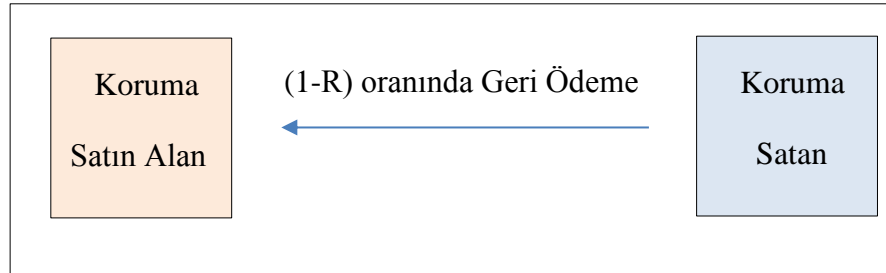 Koruma
Satın Alan
(1-R) oranında Geri Ödeme
Koruma
Satan